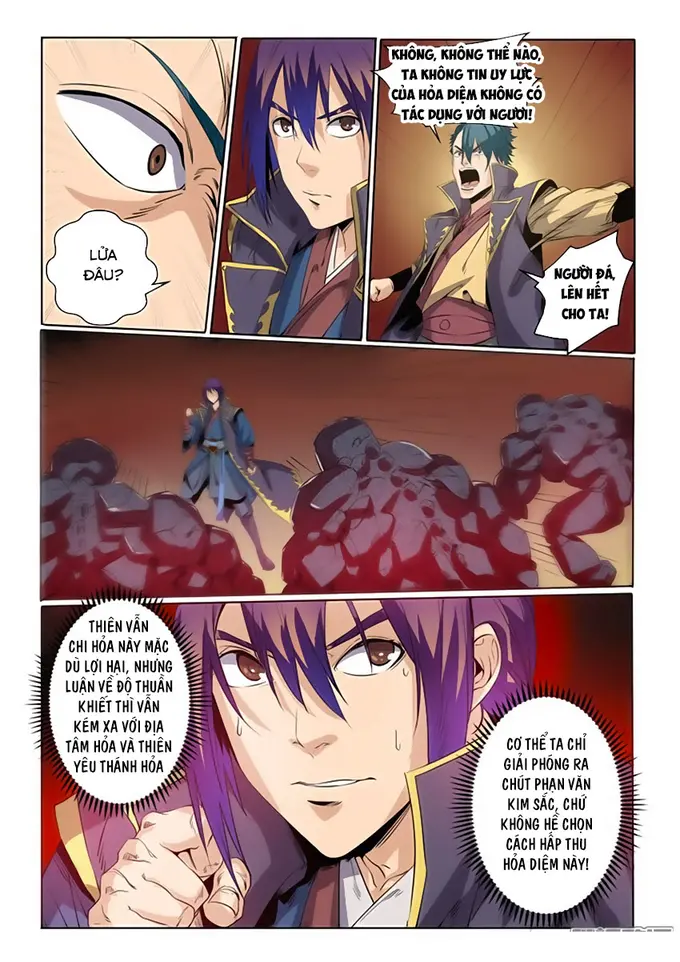 LỬA
ĐÂU?
KHÔNG, KHÔNG THỂ NÀO,
TA KHÔNG TIN UY LỰC
CỦA HỎA DIỆM KHÔNG CÓ
TÁC DỤNG VỚI NGƯƠI!
NGƯỜI ĐÁ,
LÊN HẾT
CHO TA!
THIÊN VẪN
CHI HỎA NÀY MẶC
DÙ LỢI HẠI, NHƯNG
LUẬN VỀ ĐỘ THUẦN
KHIẾT THÌ VẪN
KÉM XA VỚI ĐỊA
TÂM HỎA VÀ THIÊN
YÊU THÁNH HỎA
CƠ THỂ TA CHỈ
GIẢI PHÓNG RA
CHÚT PHẠN VĂN
KIM SẮC, CHỨ
KHÔNG HỀ CHỌN
CÁCH HẤP THU
HỎA DIỆM NÀY!